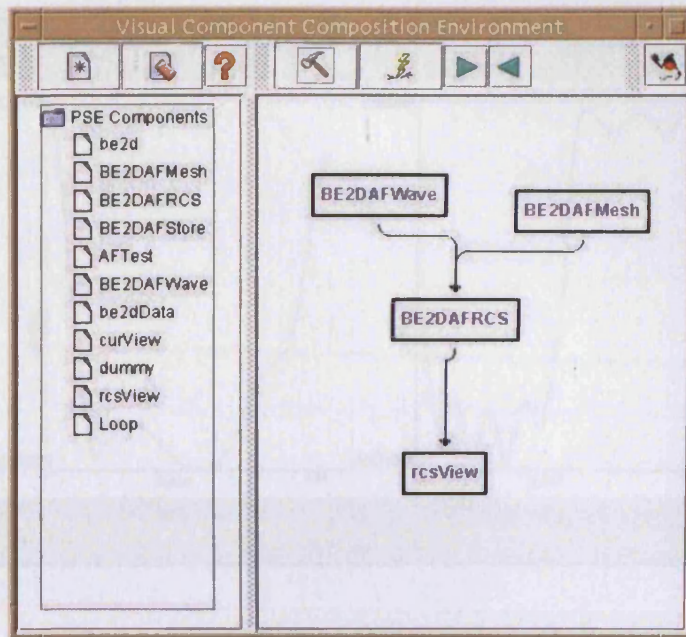 Visual Component Composition Environment
?
PSE Components
be2d
BE2DAFMesh
BE2DAFRCS
BE2DAFStore
AFTest
BE2DAFWave
be2dData
curView
dummy
rcsView
Loop
BE2DAFWave
BE2DAFMesh
BE2DAFRCS
rcsView